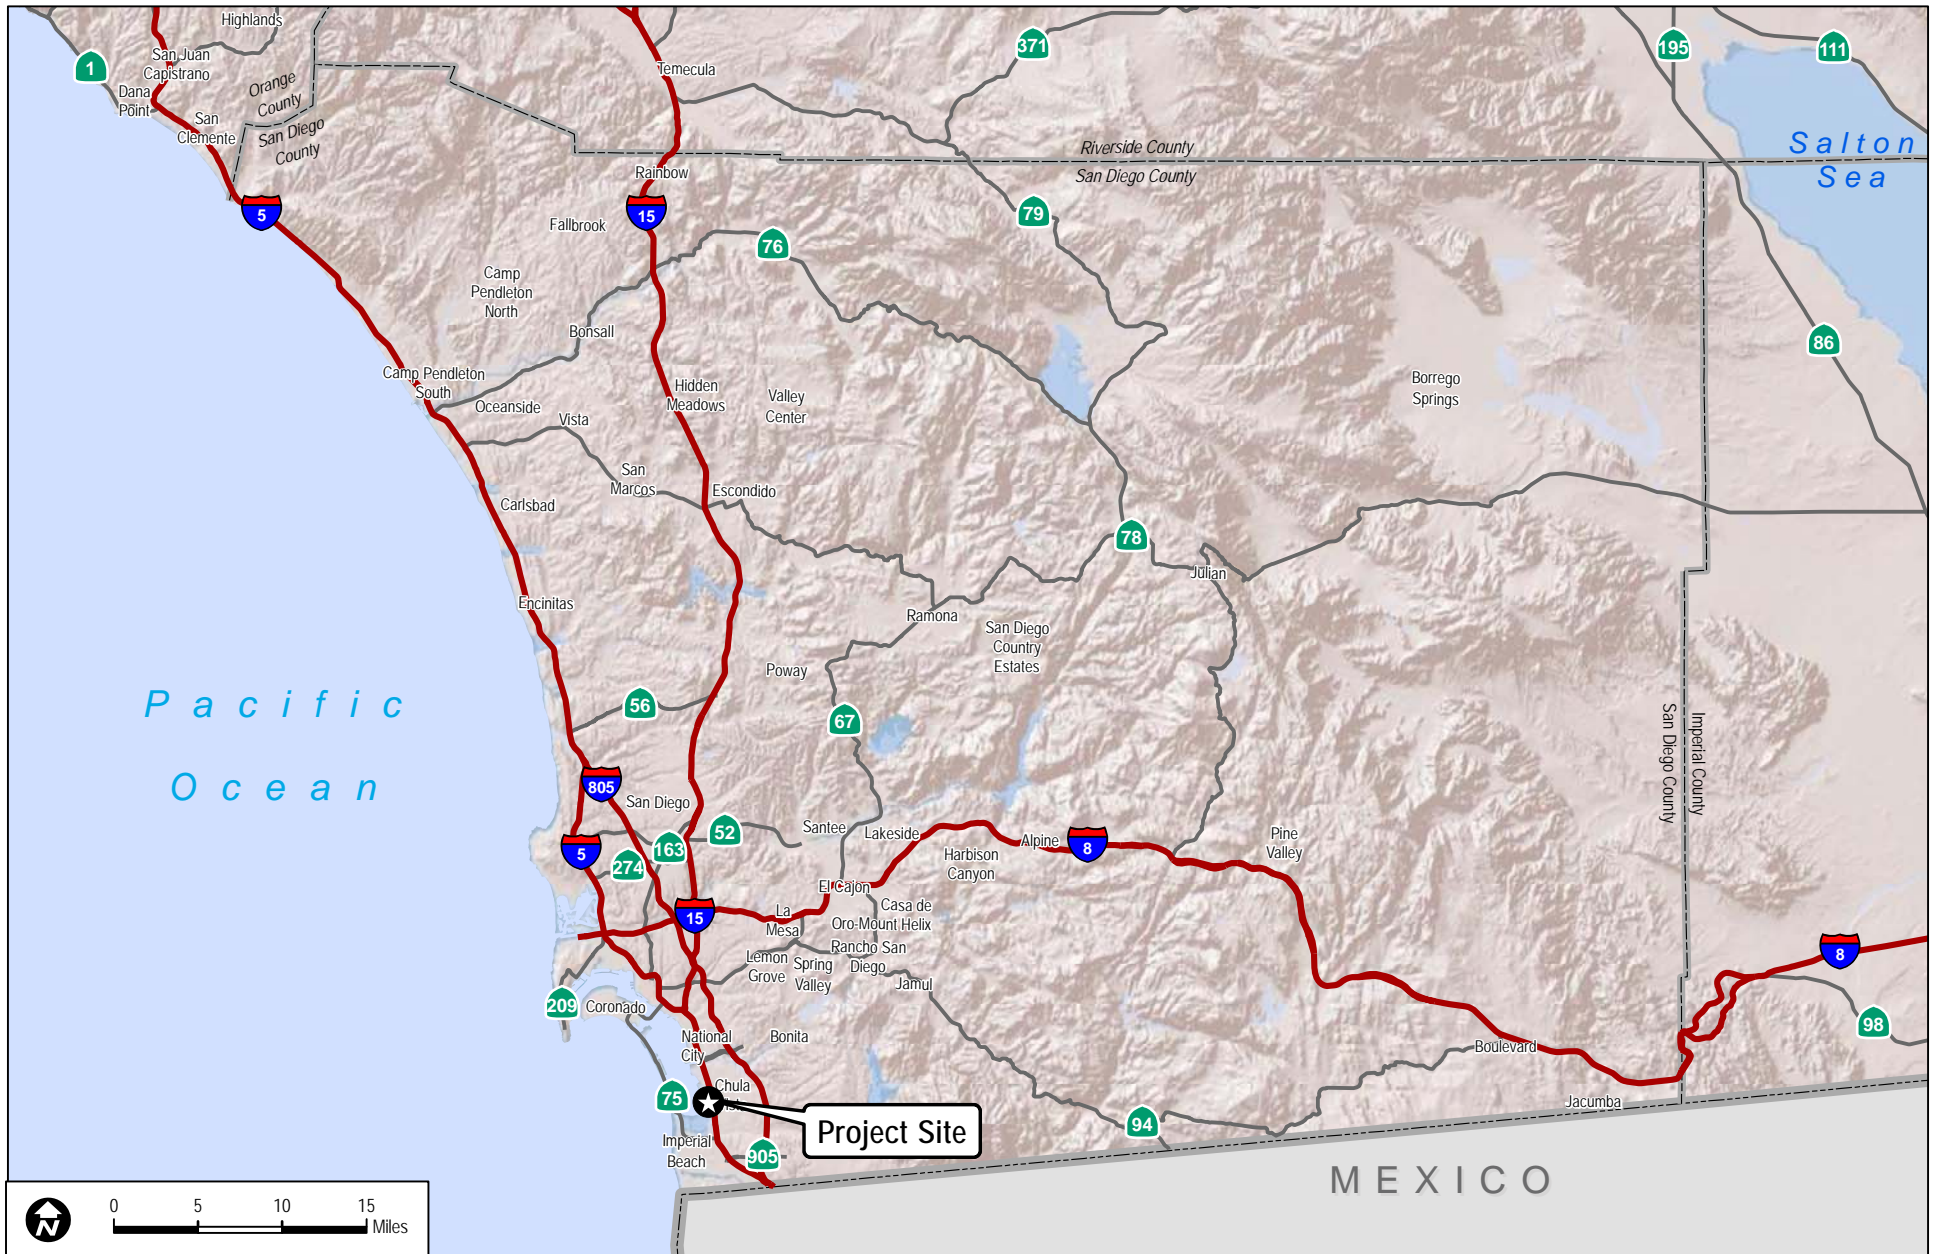 Highlands
371
195
111
1
San Juan
Capistrano
Temecula
Dana
Point
Orange
County
San
Clemente
San Diego
County
Riverside County
San Diego County
Salton
Sea
Rainbow
5
15
79
Fallbrook
76
Camp
Pendleton
North
Bonsall
86
Camp Pendleton
South
Hidden
Meadows
Valley
Center
Borrego
Springs
Oceanside
Vista
San
Marcos
Escondido
Carlsbad
78
Julian
Encinitas
Ramona
San Diego
Country
Estates
Poway
Pacific
Ocean
56
67
San Diego County
Imperial County
805
San Diego
52
Santee
Lakeside
Alpine
8
Pine
Valley
5
163
274
Harbison
Canyon
El Cajon
15
La
Mesa
Casa de
Oro-Mount Helix
Rancho San
Diego
Lemon
Grove
Spring
Valley
Jamul
8
209
Coronado
98
National
City
Bonita
Boulevard
75
Chula
Project Site
Jacumba
94
Imperial
Beach
905
MEXICO
N
0 5 10 15
Miles